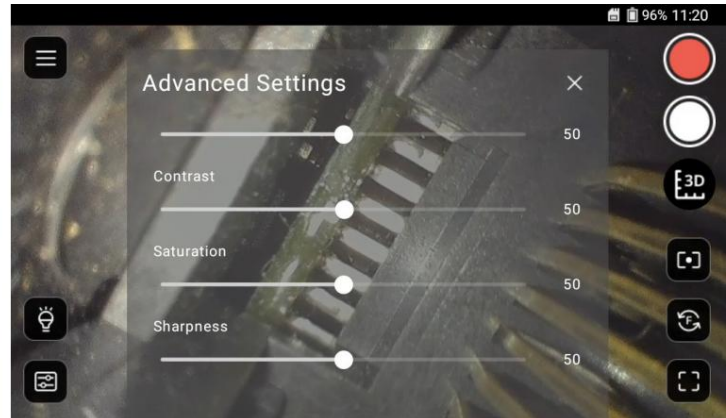 96% 11:20
Advanced Settings
50
Contrast
50
3D
Saturation
50
F
Sharpness
50